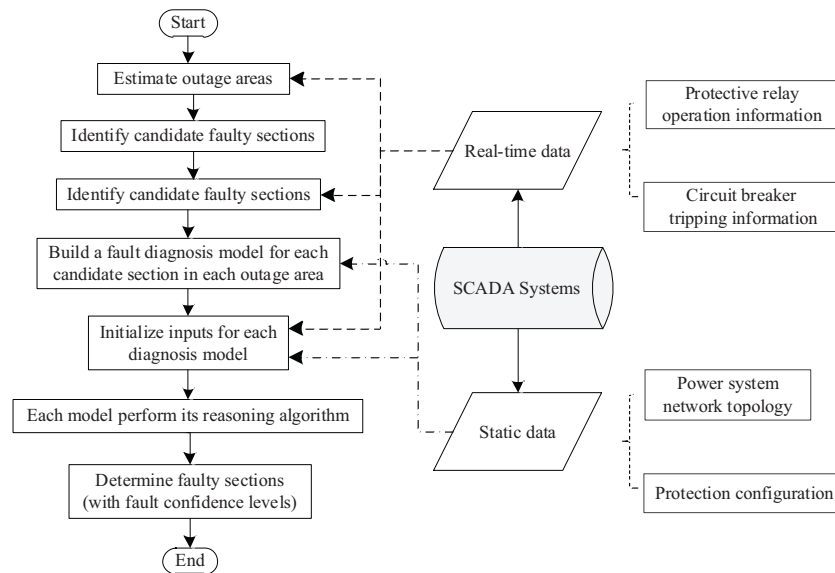 Start
Estimate outage areas
Identify candidate faulty sections
Identify candidate faulty sections
Build a fault diagnosis model for each
candidate section in each outage area
Initialize inputs for each
diagnosis model
Each model perform its reasoning algorithm
Determine faulty sections
(with fault confidence levels)
End
Real-time data
SCADA Systems
Static data
Protective relay
operation information
Circuit breaker
tripping information
Power system
network topology
Protection configuration